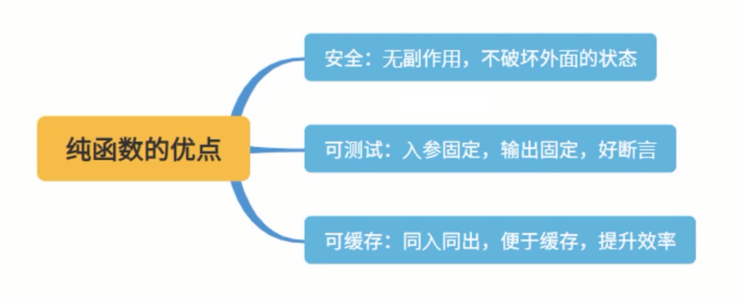 安全：无副作用，不破坏外面的状态
纯函数的优点
可测试：入参固定，输出固定，好断言
可缓存：同入同出，便于缓存，提升效率